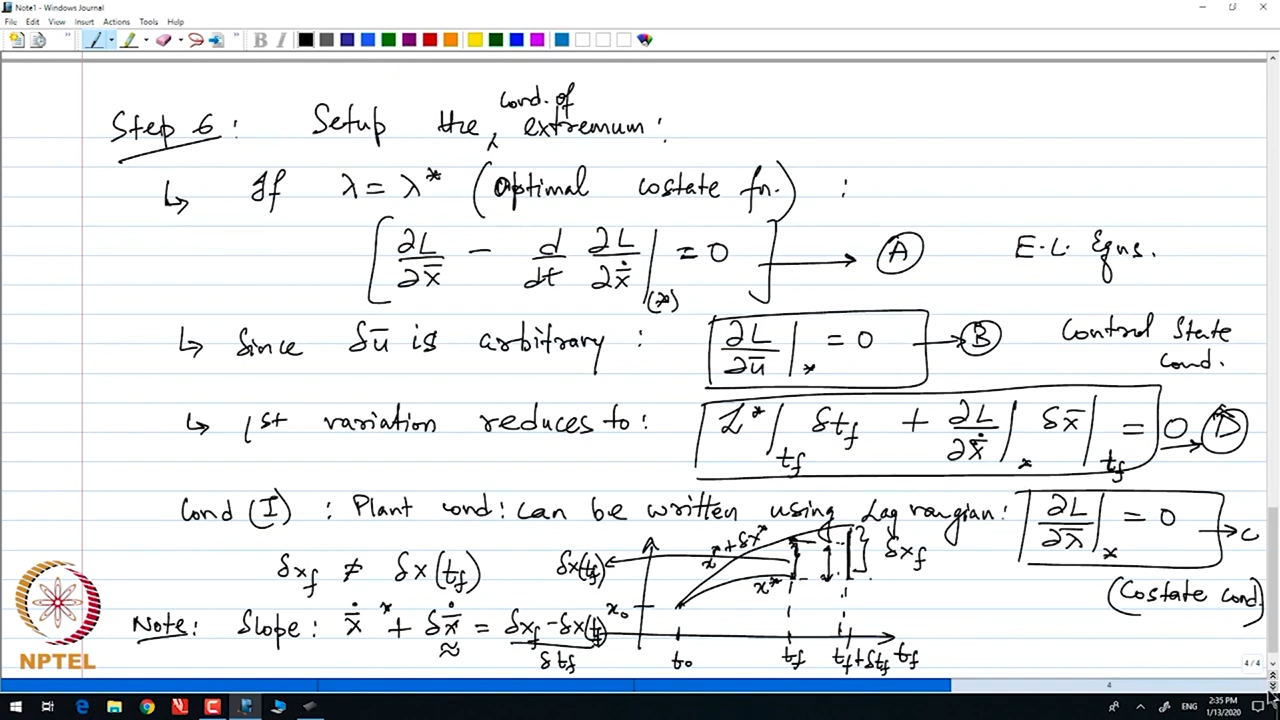 Note1 - Windows Journal
File Edit View Insert Actions Tools Help
B I
Step 6: Setup the cond. of extremum:
↳ If λ = λ* (Optimal costate fn.) :
[∂L/∂x̄ - d/dt ∂L/∂ẋ̄ |(*) = 0] → (A) E-L. Eqns.
↳ Since δū is arbitrary : ∂L/∂ū |* = 0 → (B) Control State cond.
↳ 1st variation reduces to: L*|tf δtf + ∂L/∂ẋ̄ |* δx̄ |tf = 0 → (D)
Cond (I) : Plant cond: can be written using Lagrangian: ∂L/∂λ̄ |* = 0 → C
(Costate cond)
δxf ≠ δx(tf)
δx(tf)
x* + δx*
x*
δxf
x0
t0 tf tf+δtf tf
Note: Slope: ẋ̄* + δẋ̄ = δxf - δx(tf) / δtf
≈
NPTEL
4/4
4
ENG
2:35 PM
1/13/2020